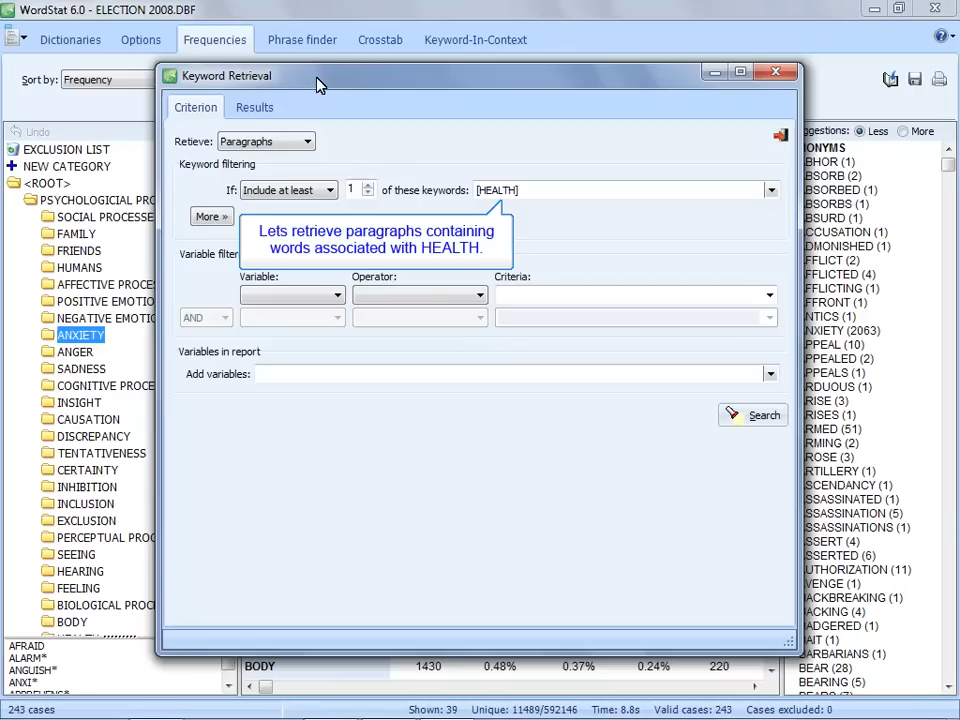 WordStat 6.0 - ELECTION 2008.DBF
Dictionaries Options Frequencies Phrase finder Crosstab Keyword-In-Context
Sort by: Frequency
Keyword Retrieval
Criterion Results
Retieve: Paragraphs
Keyword filtering
If: Include at least 1 of these keywords: [HEALTH]
More »
Lets retrieve paragraphs containing
words associated with HEALTH.
Variable filter
Variable: Operator: Criteria:
AND
Variables in report
Add variables:
Search
Undo
EXCLUSION LIST
NEW CATEGORY
<ROOT>
PSYCHOLOGICIAL PRO
SOCIAL PROCESSE
FAMILY
FRIENDS
HUMANS
AFFECTIVE PROCE
POSITIVE EMOTIO
NEGATIVE EMOTIO
ANXIETY
ANGER
SADNESS
COGNITIVE PROCE
INSIGHT
CAUSATION
DISCREPANCY
TENTATIVENESS
CERTAINTY
INHIBITION
INCLUSION
EXCLUSION
PERCEPTUAL PROC
SEEING
HEARING
FEELING
BIOLOGICAL PROC
BODY
AFRAID
ALARM*
ANGUISH*
ANXI*
BODY 1430 0.48% 0.37% 0.24% 220
ggestions: Less More
ONYMS
BHOR (1)
BSORB (2)
BSORBED (1)
BSORBS (1)
BSURD (1)
CCUSATION (1)
DMONISHED (1)
FFLICT (2)
FFLICTED (4)
FFLICTING (1)
FFRONT (1)
NTICS (1)
NXIETY (2063)
PPEAL (10)
PPEALED (2)
PPEALS (1)
RDUOUS (1)
RISE (3)
RISES (1)
RMED (51)
RMING (2)
ROSE (3)
RTILLERY (1)
SCENDANCY (1)
SSASSINATED (1)
SSASSINATION (5)
SSASSINATIONS (1)
SSERT (4)
SSERTED (6)
UTHORIZATION (11)
VENGE (1)
ACKBREAKING (1)
ACKING (4)
ADGERED (1)
AIT (1)
ARBARIANS (1)
BEAR (28)
BEARING (5)
243 cases Shown: 39 Unique: 11489/592146 Time: 8.8s Valid cases: 243 Cases excluded: 0